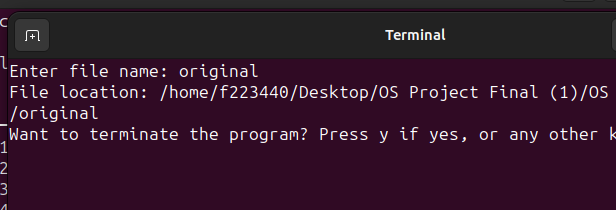 Terminal
Enter file name: original
File location: /home/f223440/Desktop/OS Project Final (1)/OS
/original
Want to terminate the program? Press y if yes, or any other k
1
2
3